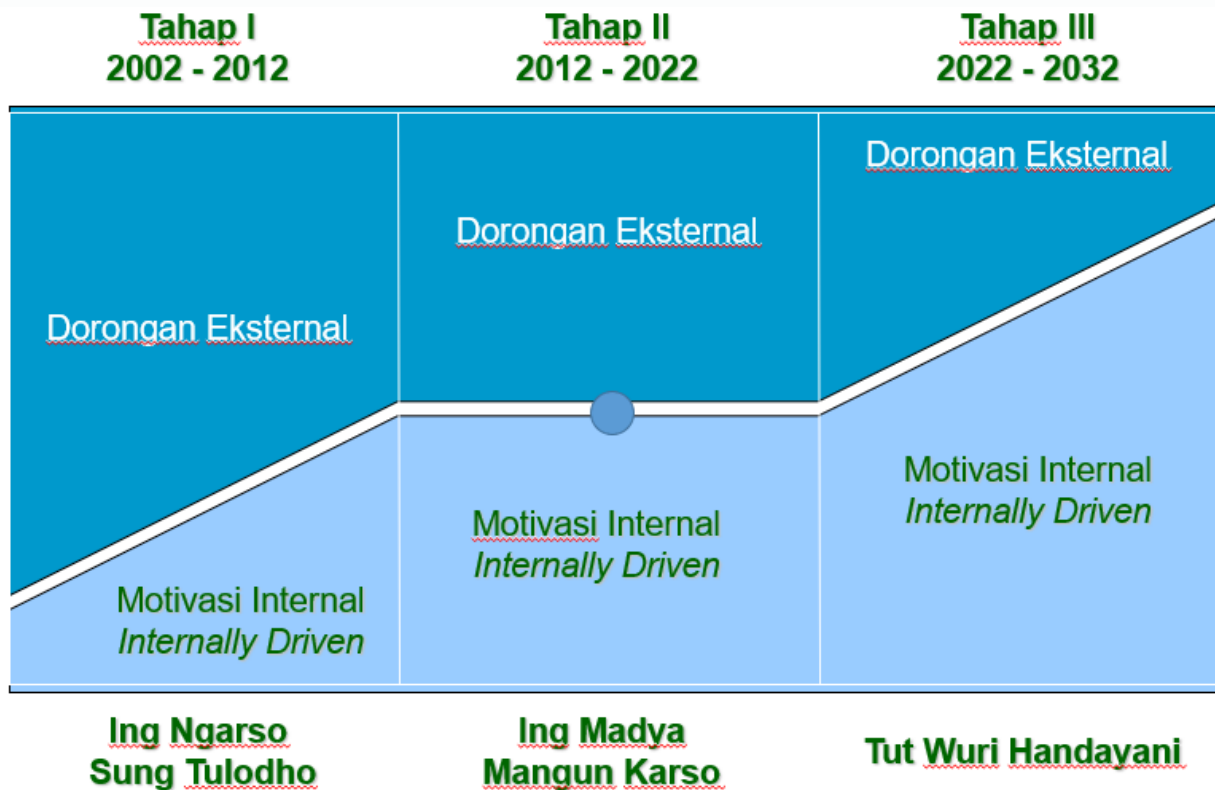 Tahap I
2002 - 2012
Tahap II
2012 - 2022
Tahap III
2022 - 2032
Dorongan Eksternal
Dorongan Eksternal
Dorongan Eksternal
Motivasi Internal
Internally Driven
Motivasi Internal
Internally Driven
Motivasi Internal
Internally Driven
Ing Ngarso
Sung Tulodho
Ing Madya
Mangun Karso
Tut Wuri Handayani